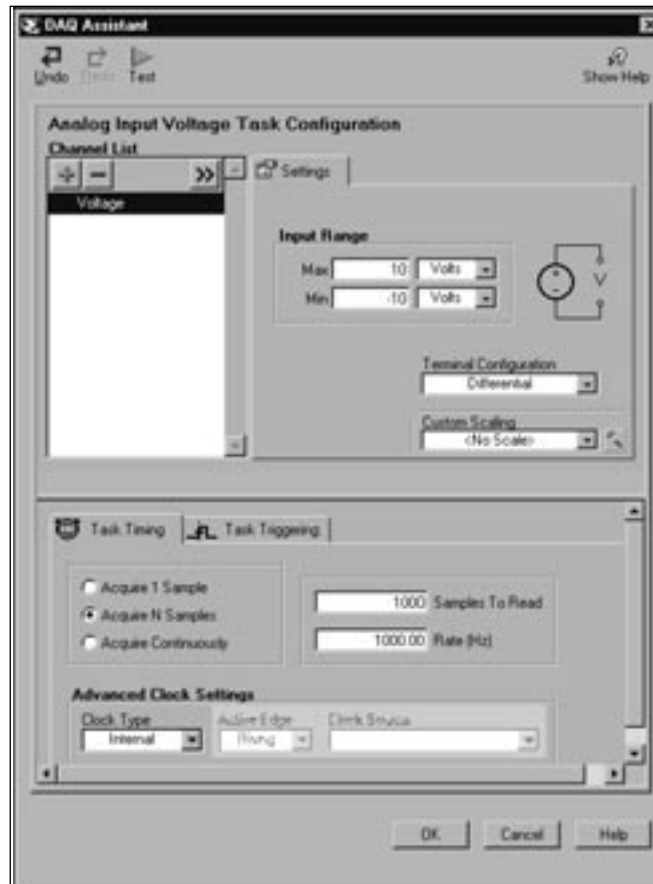 DAQ Assistant
Undo Redo Test Show Help
Analog Input Voltage Task Configuration
Channel List
Settings
Voltage
Input Range
Max 10 Volts
Min -10 Volts
V
Terminal Configuration
Differential
Custom Scaling
<No Scale>
Task Timing Task Triggering
Acquire 1 Sample
Acquire N Samples
Acquire Continuously
1000 Samples To Read
1000.00 Rate (Hz)
Advanced Clock Settings
Clock Type Active Edge Clock Source
Internal Rising
OK Cancel Help